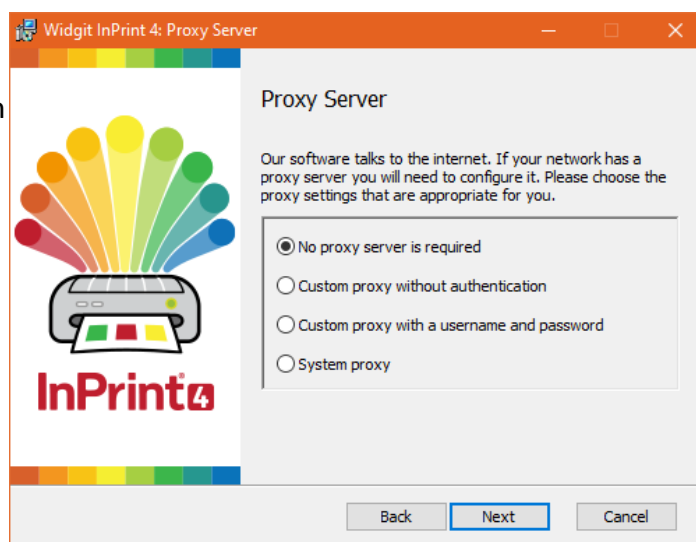 Widgit InPrint 4: Proxy Server
n
Proxy Server
Our software talks to the internet. If your network has a
proxy server you will need to configure it. Please choose the
proxy settings that are appropriate for you.
No proxy server is required
Custom proxy without authentication
Custom proxy with a username and password
System proxy
InPrint4
Back Next Cancel